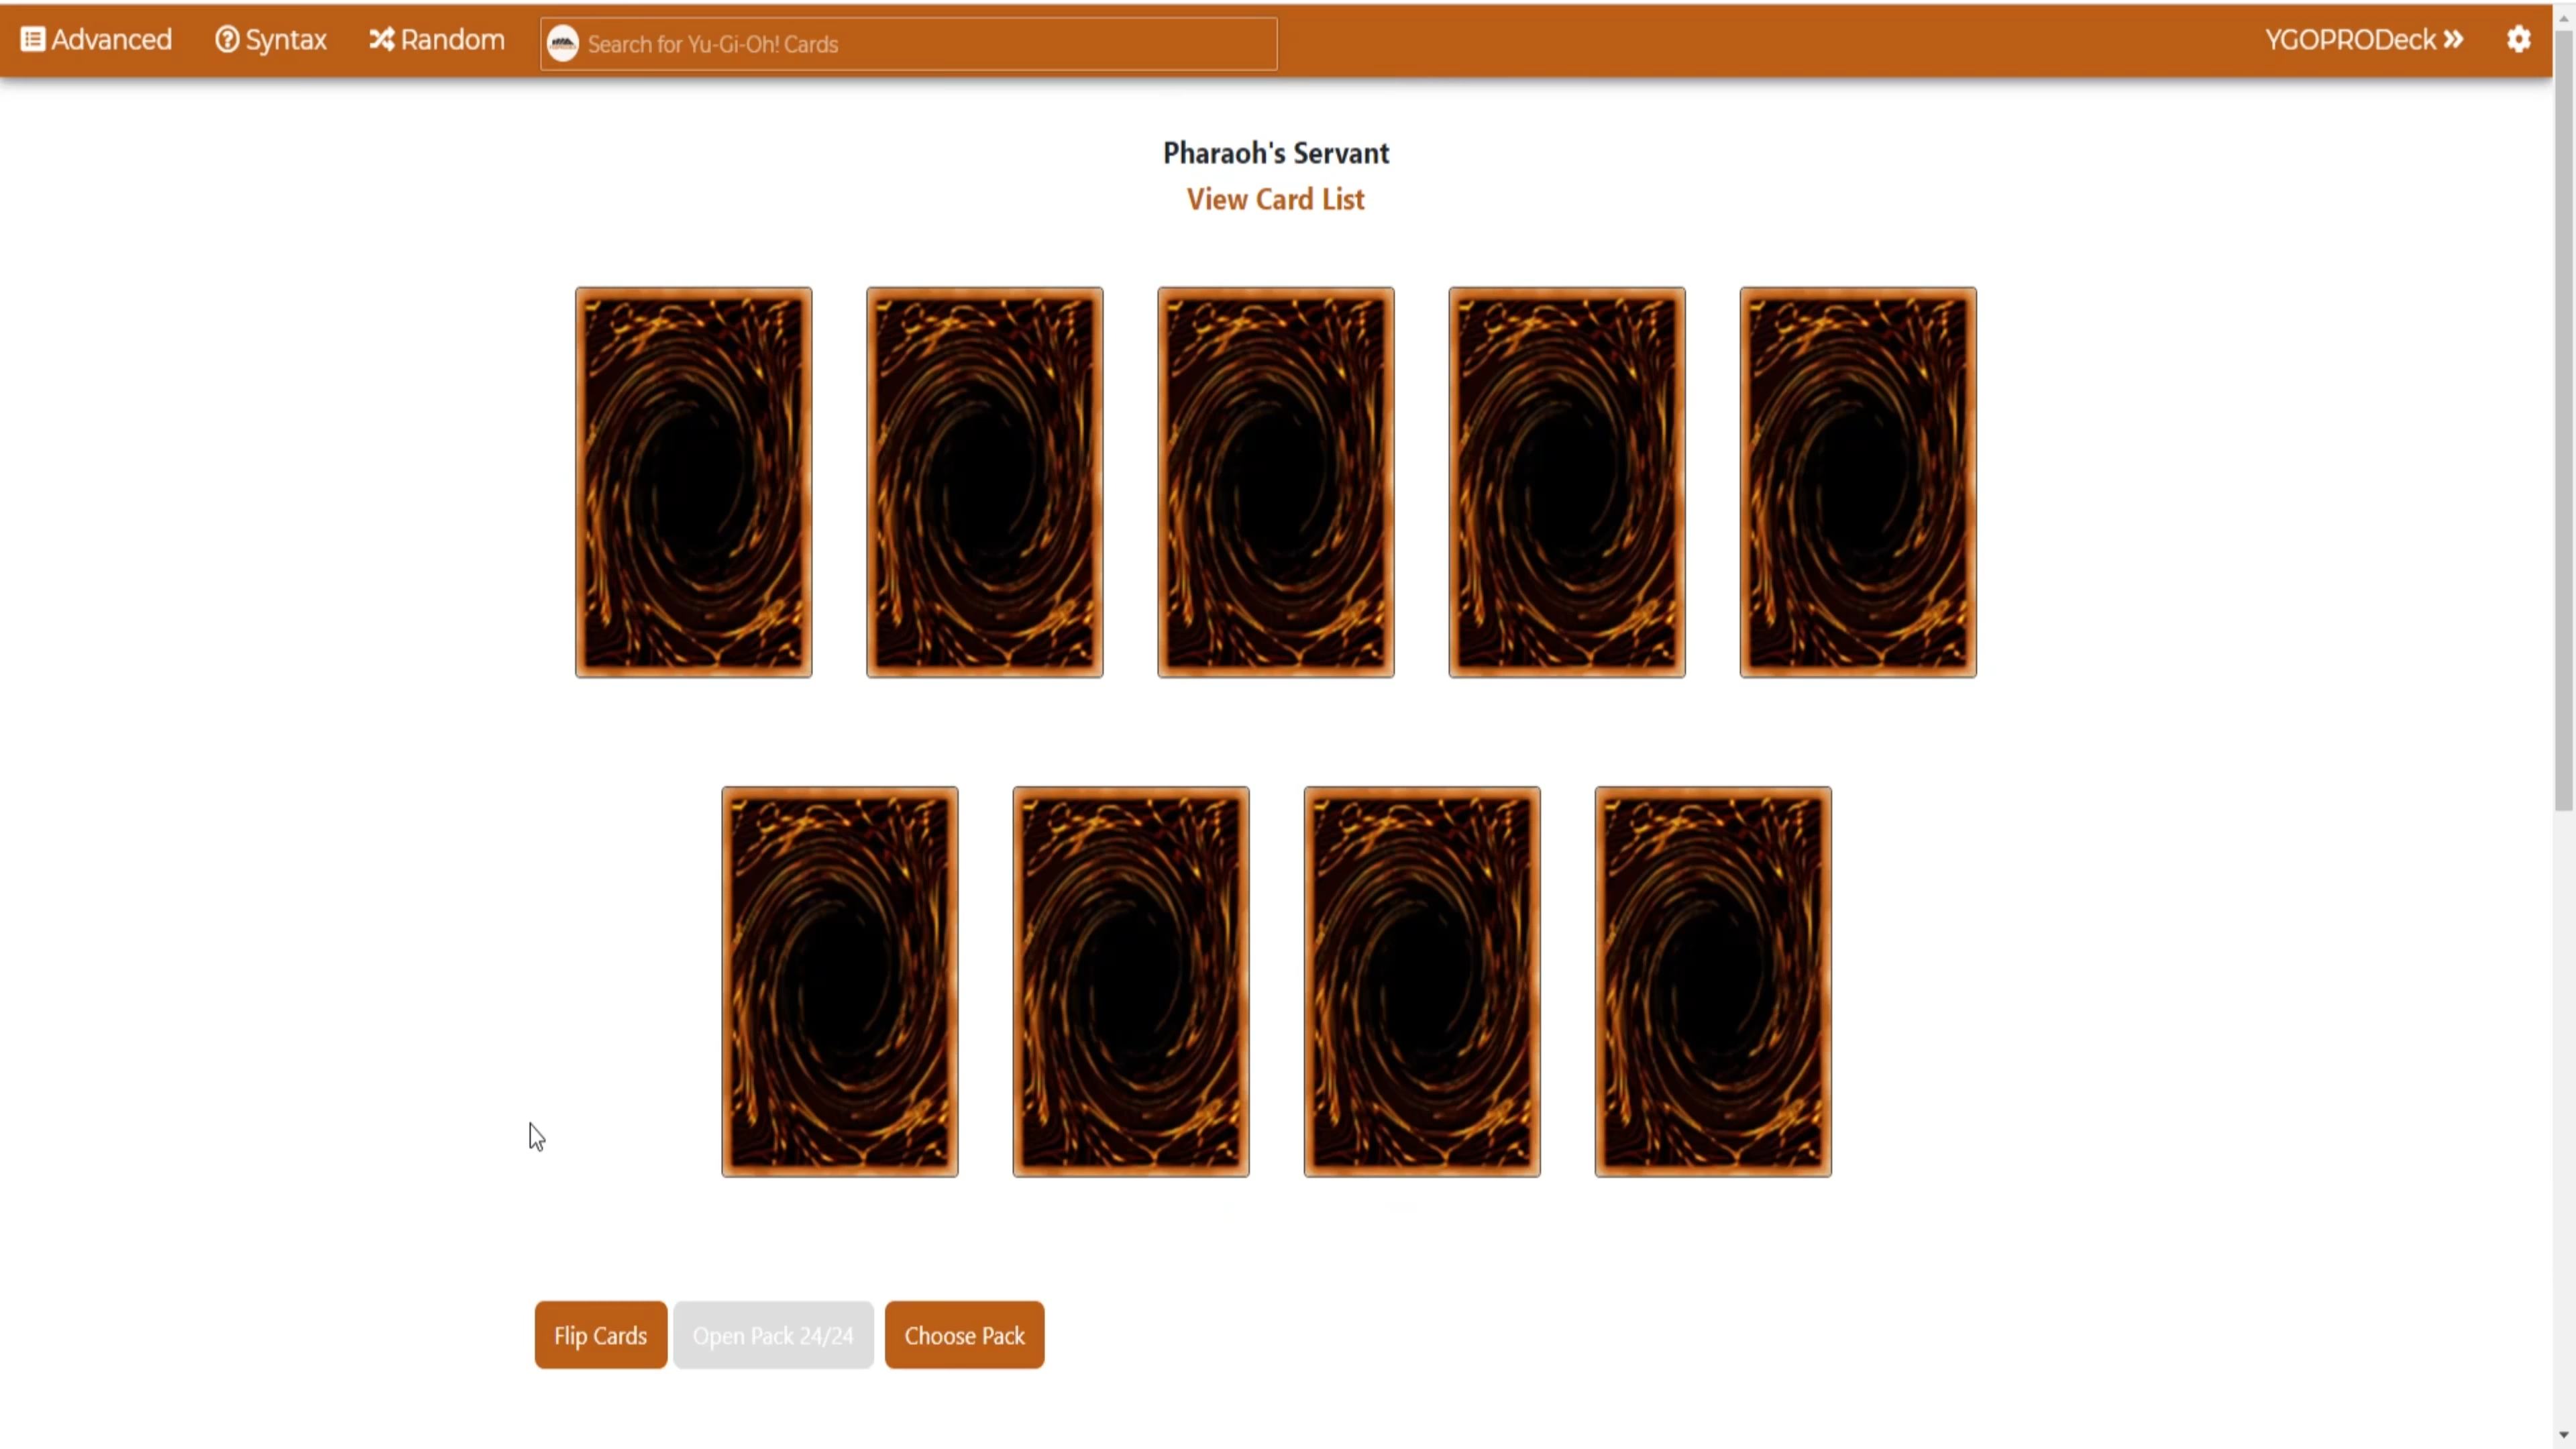 Advanced Syntax Random Search for Yu-Gi-Oh! Cards YGOPRODeck
Pharaoh's Servant
View Card List
Flip Cards Open Pack 24/24 Choose Pack